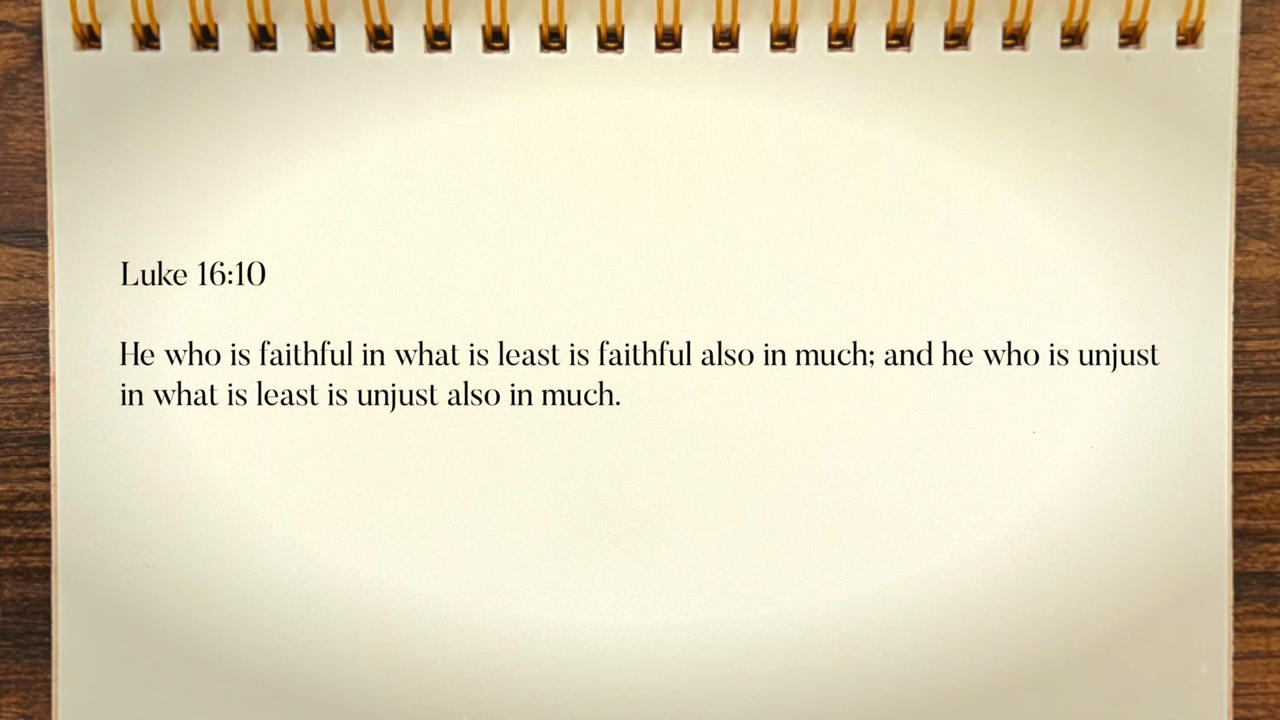 Luke 16:10
He who is faithful in what is least is faithful also in much; and he who is unjust
in what is least is unjust also in much.